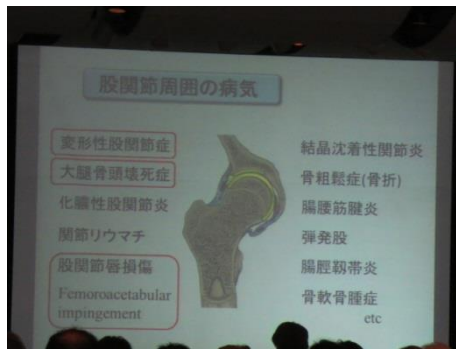 股関節周囲の病気
変形性股関節症
大腿骨頭壊死症
化膿性股関節炎
関節リウマチ
股関節唇損傷
Femoroacetabular
impingement
結晶沈着性関節炎
骨粗鬆症(骨折)
腸腰筋腱炎
弾発股
腸脛靱帯炎
骨軟骨腫症
etc